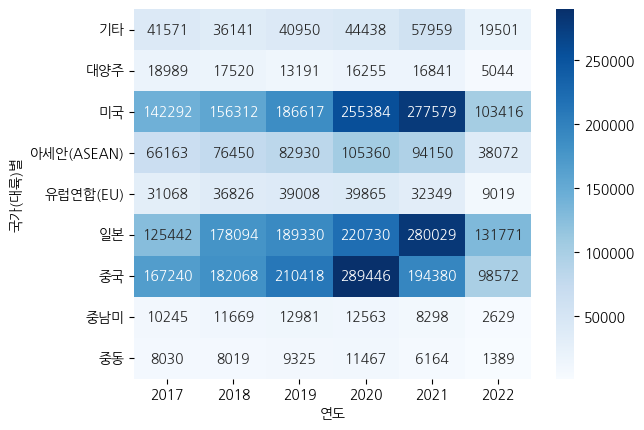 국가(대륙)별
기타 41571 36141 40950 44438 57959 19501
대양주 18989 17520 13191 16255 16841 5044
미국 142292 156312 186617 255384 277579 103416
아세안(ASEAN) 66163 76450 82930 105360 94150 38072
유럽연합(EU) 31068 36826 39008 39865 32349 9019
일본 125442 178094 189330 220730 280029 131771
중국 167240 182068 210418 289446 194380 98572
중남미 10245 11669 12981 12563 8298 2629
중동 8030 8019 9325 11467 6164 1389
2017 2018 2019 2020 2021 2022
연도
250000
200000
150000
100000
50000